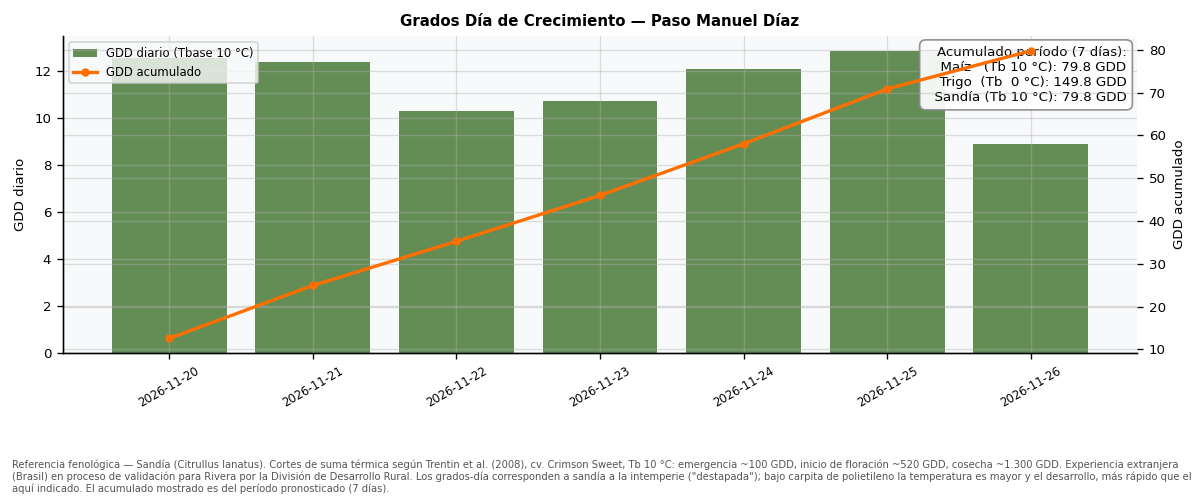 Grados Día de Crecimiento — Paso Manuel Díaz
GDD diario (Tbase 10 °C)
GDD acumulado
Acumulado período (7 días):
Maíz (Tb 10 °C): 79.8 GDD
Trigo (Tb 0 °C): 149.8 GDD
Sandía (Tb 10 °C): 79.8 GDD
GDD diario
12
10
8
6
4
2
0
GDD acumulado
80
70
60
50
40
30
20
10
2026-11-20
2026-11-21
2026-11-22
2026-11-23
2026-11-24
2026-11-25
2026-11-26
Referencia fenológica — Sandía (Citrullus lanatus). Cortes de suma térmica según Trentin et al. (2008), cv. Crimson Sweet, Tb 10 °C: emergencia ~100 GDD, inicio de floración ~520 GDD, cosecha ~1.300 GDD. Experiencia extranjera
(Brasil) en proceso de validación para Rivera por la División de Desarrollo Rural. Los grados-día corresponden a sandía a la intemperie ("destapada"); bajo carpita de polietileno la temperatura es mayor y el desarrollo, más rápido que el
aquí indicado. El acumulado mostrado es del período pronosticado (7 días).